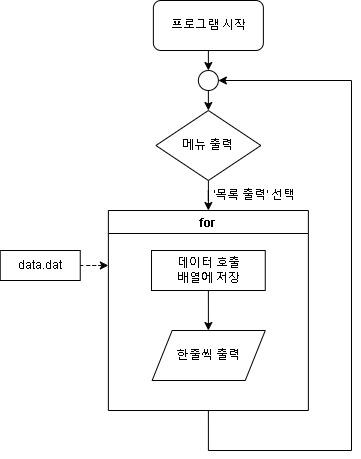 프로그램 시작
메뉴 출력
'목록 출력' 선택
for
data.dat
데이터 호출
배열에 저장
한줄씩 출력